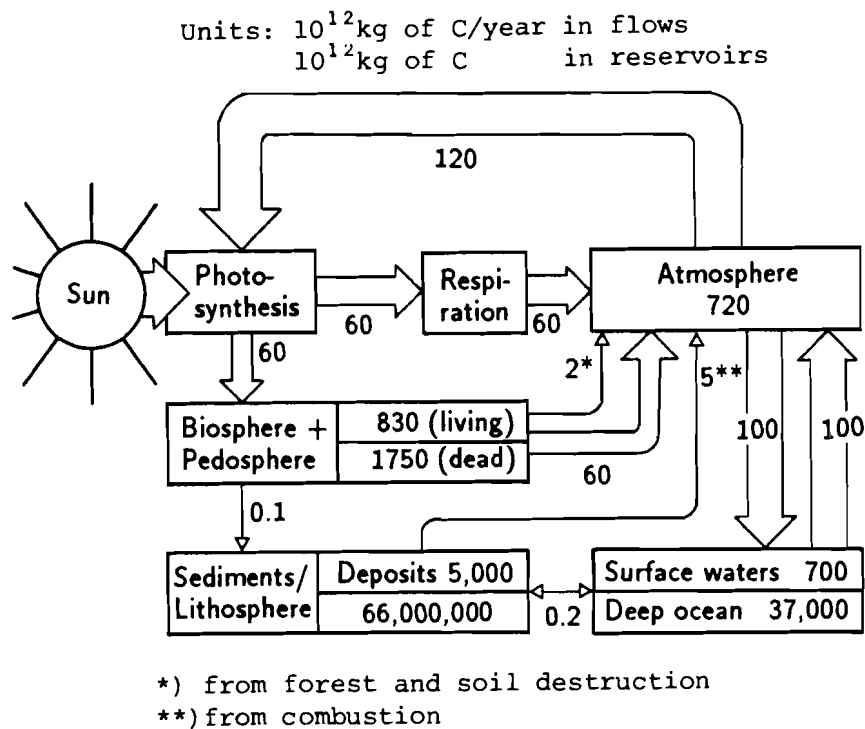 Units: 10¹²kg of C/year in flows
10¹²kg of C in reservoirs
120
Sun
Photo-
synthesis
60
Respi-
ration
60
Atmosphere
720
60
2*
5**
Biosphere +
Pedosphere
830 (living)
1750 (dead)
60
100
100
0.1
Sediments/
Lithosphere
Deposits 5,000
66,000,000
0.2
Surface waters 700
Deep ocean 37,000
*) from forest and soil destruction
**)from combustion